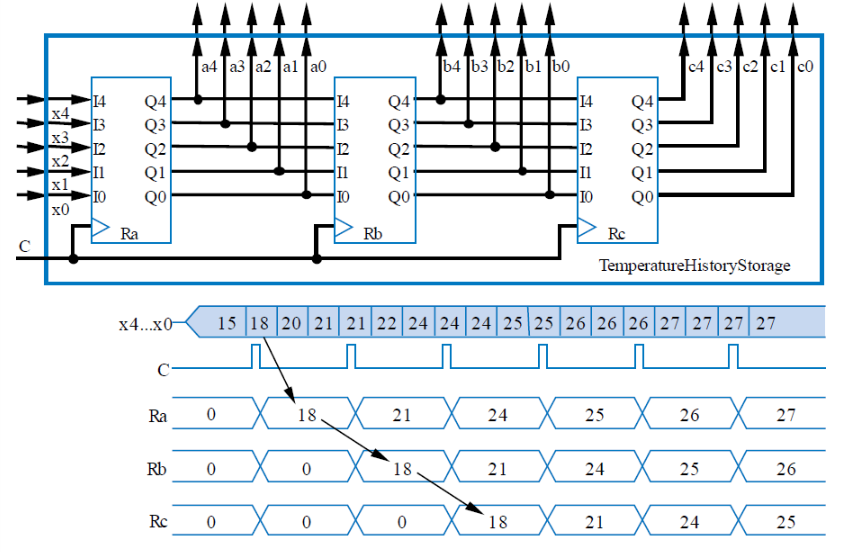 a4 a3 a2 a1 a0 b4 b3 b2 b1 b0 c4 c3 c2 c1 c0
I4 Q4 I4 Q4 I4 Q4
x4 I3 Q3 I3 Q3 I3 Q3
x3 I2 Q2 I2 Q2 I2 Q2
x2 I1 Q1 I1 Q1 I1 Q1
x1 I0 Q0 I0 Q0 I0 Q0
x0
Ra Rb Rc
C
TemperatureHistoryStorage
x4...x0 15 18 20 21 21 22 24 24 24 25 25 26 26 26 27 27 27 27
C
Ra 0 18 21 24 25 26 27
Rb 0 0 18 21 24 25 26
Rc 0 0 0 18 21 24 25